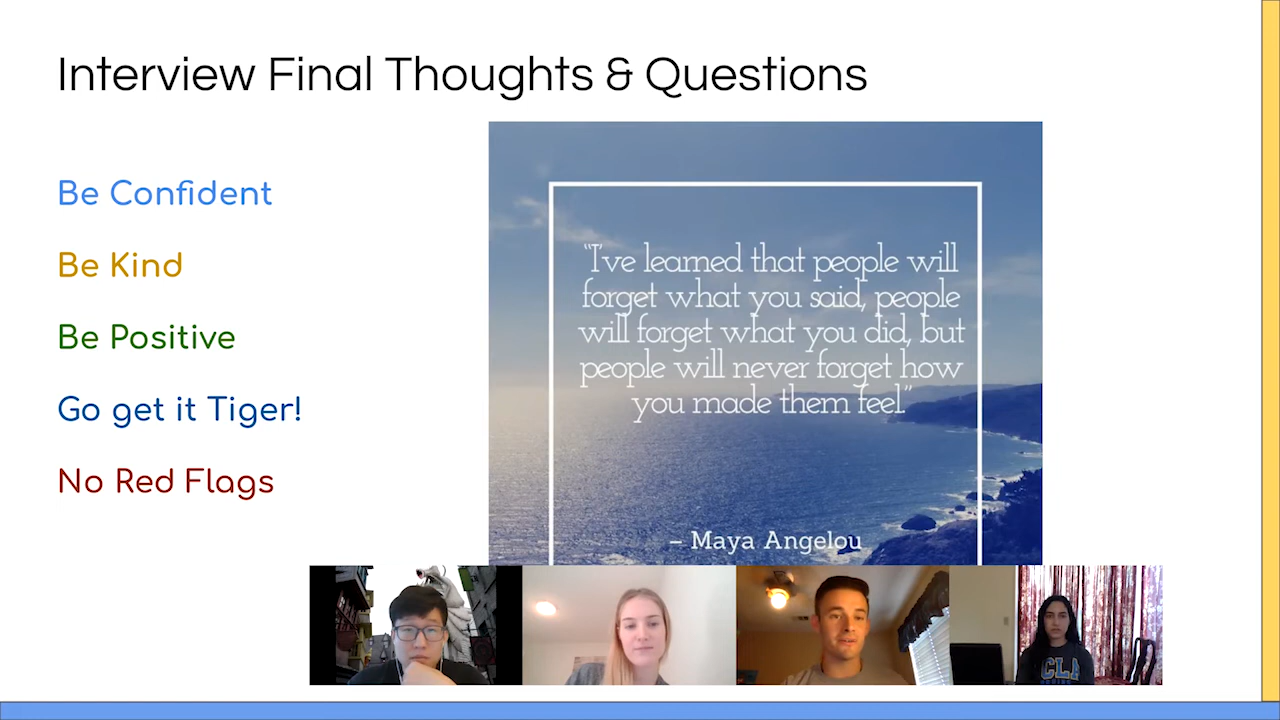 Interview Final Thoughts & Questions
Be Confident
Be Kind
Be Positive
Go get it Tiger!
No Red Flags
“I’ve learned that people will
forget what you said, people
will forget what you did, but
people will never forget how
you made them feel.”
– Maya Angelou
UCLA